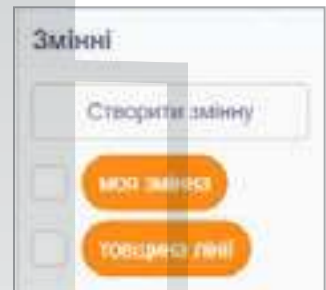 Змінні
Створити змінну
моя змінна
товщина лінії